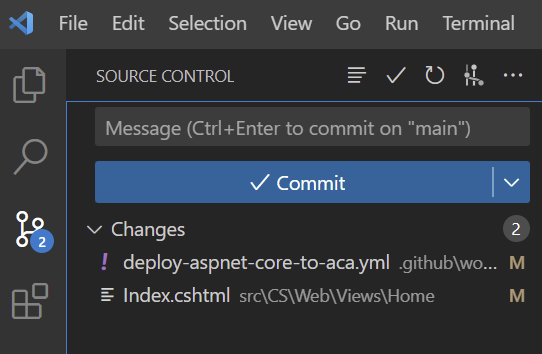 File Edit Selection View Go Run Terminal
SOURCE CONTROL
Message (Ctrl+Enter to commit on "main")
Commit
2
Changes 2
! deploy-aspnet-core-to-aca.yml .github\wo... M
Index.cshtml src\CS\Web\Views\Home M